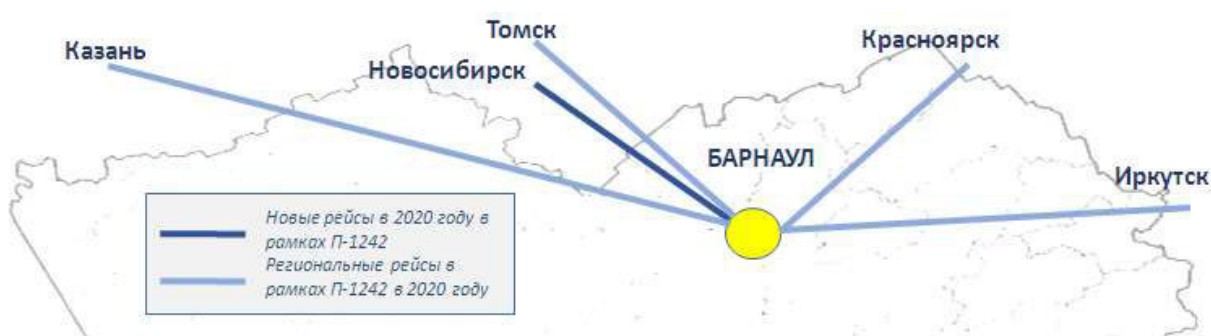 Томск
Казань
Красноярск
Новосибирск
БАРНАУЛ
Иркутск
Новые рейсы в 2020 году в
рамках П-1242
Региональные рейсы в
рамках П-1242 в 2020 году